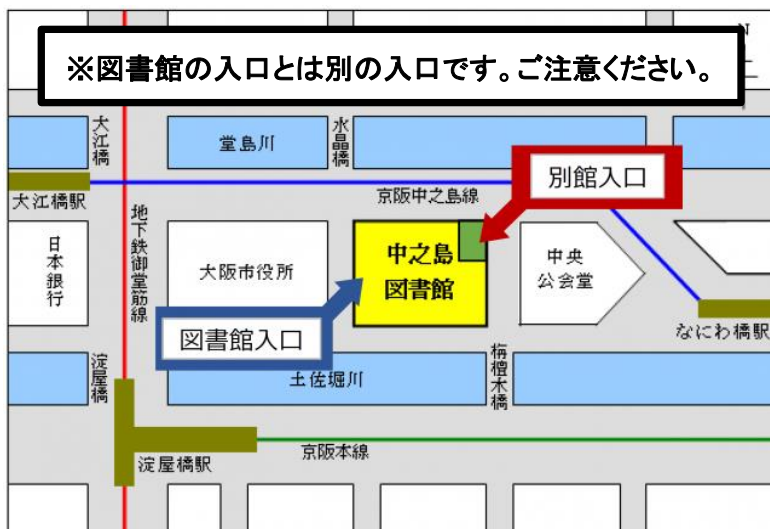 ※図書館の入口とは別の入口です。ご注意ください。
大江橋
堂島川
水晶橋
別館入口
大江橋駅
京阪中之島線
地下鉄御堂筋線
日本銀行
大阪市役所
中之島
図書館
中央
公会堂
図書館入口
なにわ橋駅
淀屋橋
土佐堀川
栴檀木橋
淀屋橋駅
京阪本線